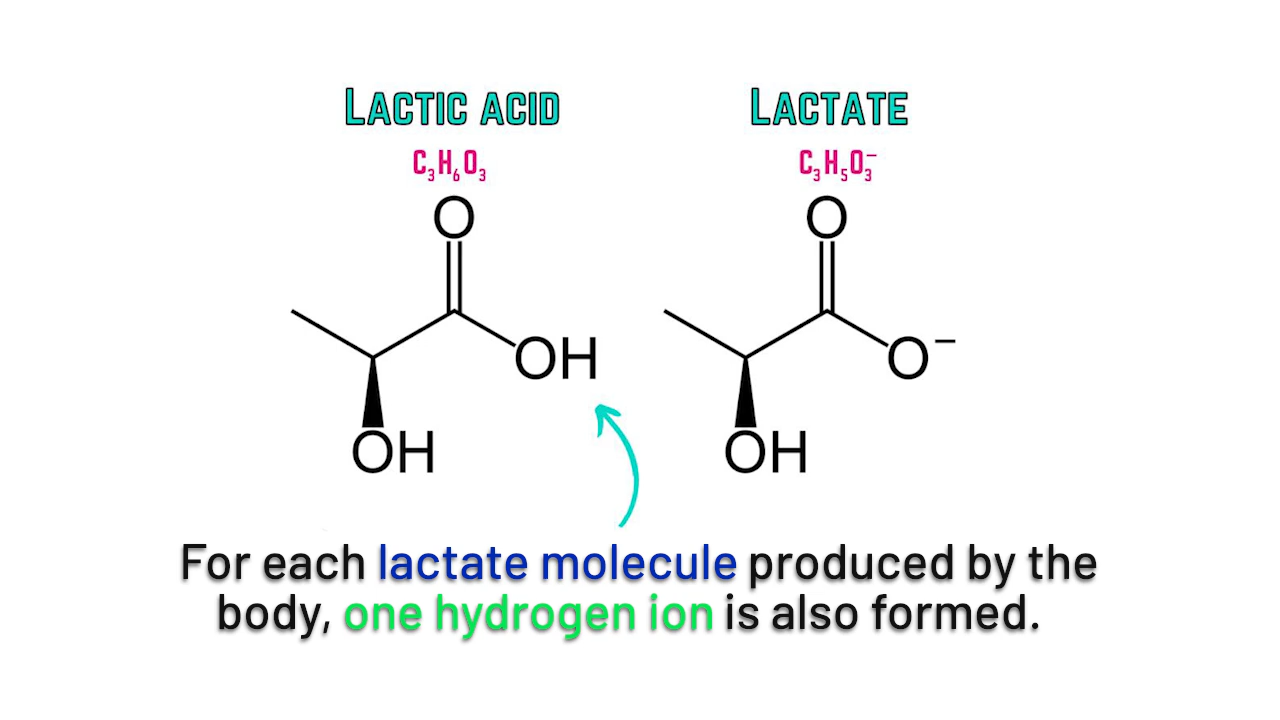 LACTIC ACID LACTATE
C₃H₆O₃ C₃H₅O₃⁻
O O
OH O⁻
OH OH
For each lactate molecule produced by the
body, one hydrogen ion is also formed.